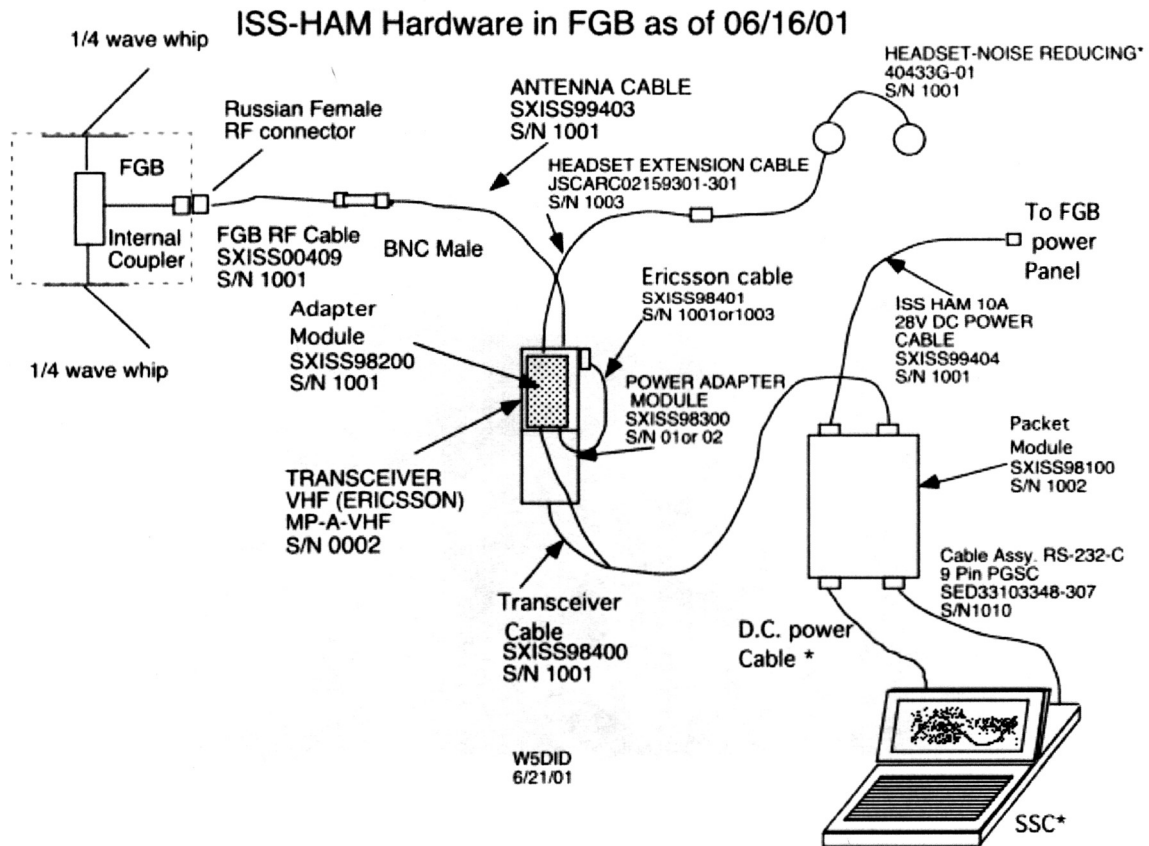 ISS-HAM Hardware in FGB as of 06/16/01
1/4 wave whip
Russian Female
RF connector
ANTENNA CABLE
SXISS99403
S/N 1001
HEADSET-NOISE REDUCING*
40433G-01
S/N 1001
FGB
Internal
Coupler
FGB RF Cable
SXISS00409
S/N 1001
BNC Male
HEADSET EXTENSION CABLE
JSCARC02159301-301
S/N 1003
To FGB
power
Panel
1/4 wave whip
Adapter
Module
SXISS98200
S/N 1001
Ericsson cable
SXISS98401
S/N 1001or1003
ISS HAM 10A
28V DC POWER
CABLE
SXISS99404
S/N 1001
POWER ADAPTER
MODULE
SXISS98300
S/N 01or 02
Packet
Module
SXISS98100
S/N 1002
TRANSCEIVER
VHF (ERICSSON)
MP-A-VHF
S/N 0002
Transceiver
Cable
SXISS98400
S/N 1001
Cable Assy. RS-232-C
9 Pin PGSC
SED33103348-307
S/N1010
D.C. power
Cable *
W5DID
6/21/01
SSC*